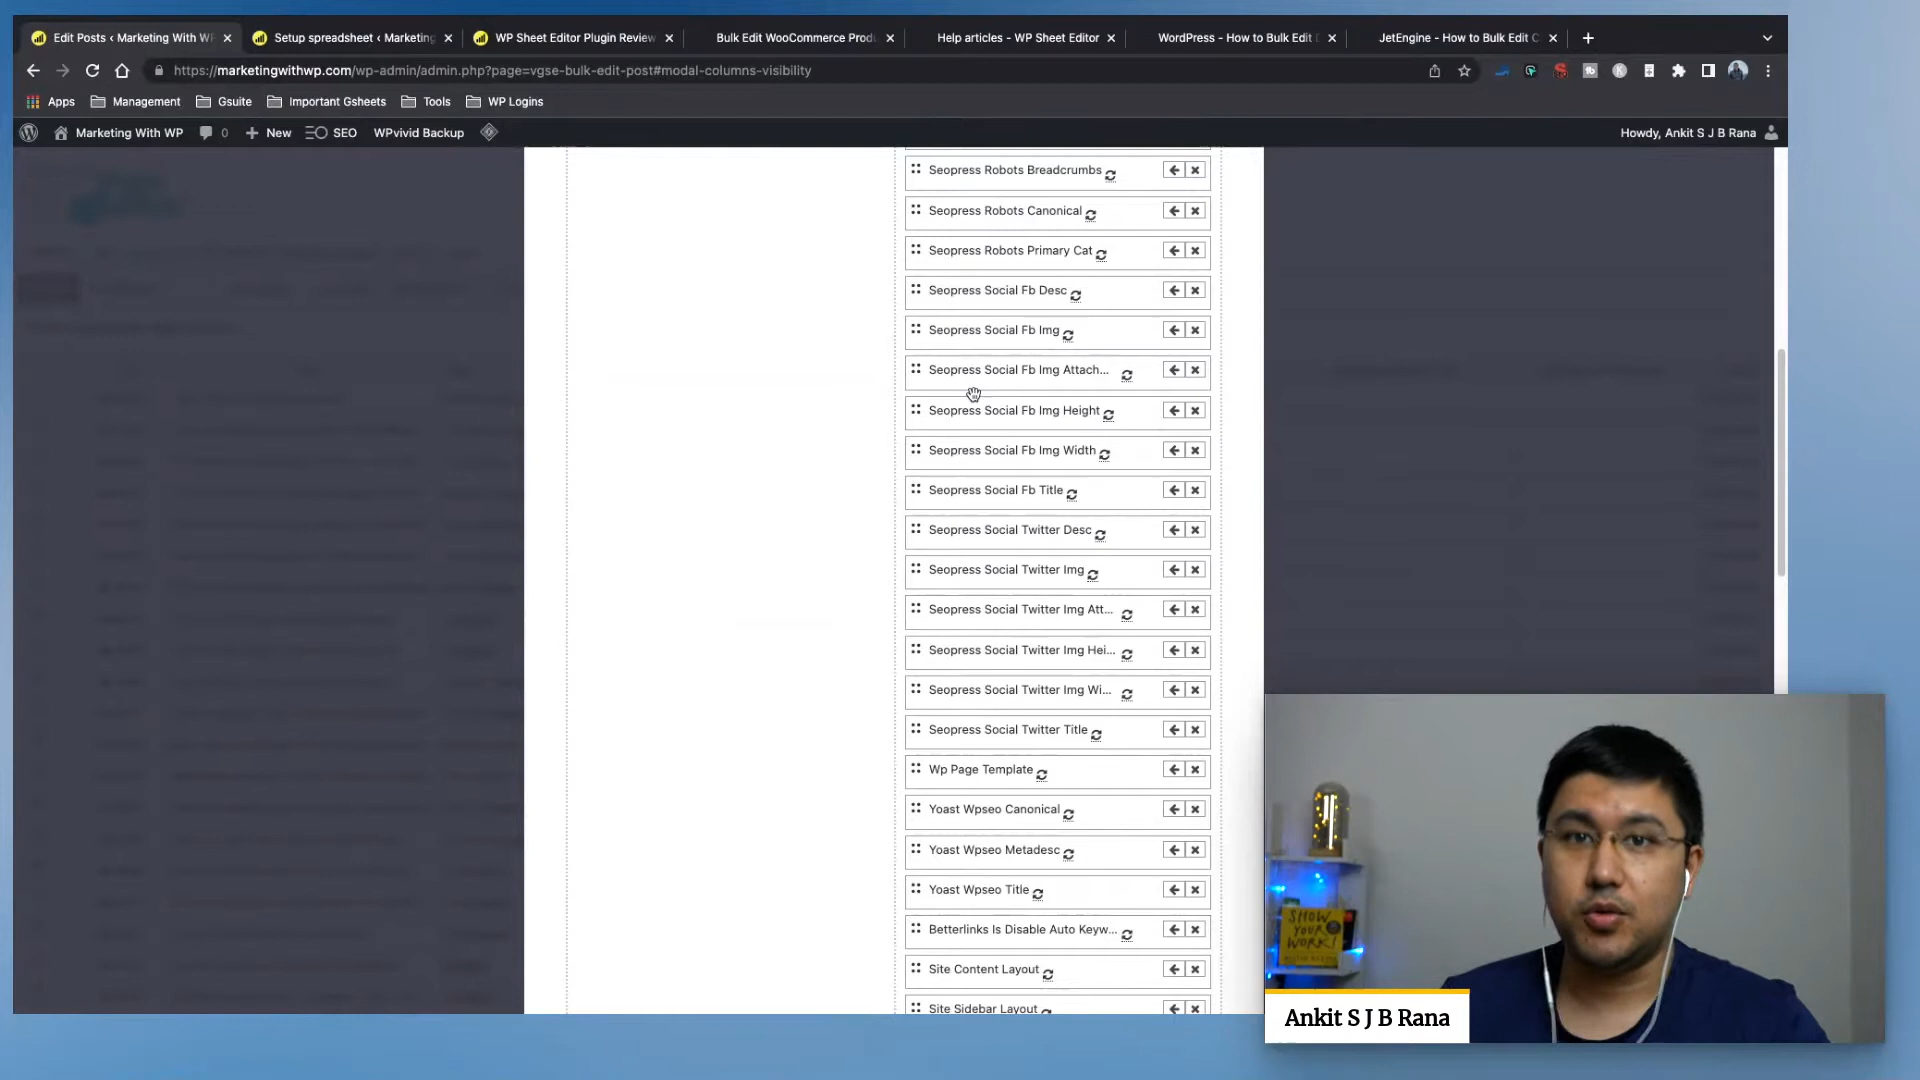 Edit Posts ‹ Marketing With WP
Setup spreadsheet ‹ Marketing
WP Sheet Editor Plugin Review
Bulk Edit WooCommerce Prod
Help articles - WP Sheet Editor
WordPress - How to Bulk Edit
JetEngine - How to Bulk Edit C
https://marketingwithwp.com/wp-admin/admin.php?page=vgse-bulk-edit-post#modal-columns-visibility
Apps
Management
Gsuite
Important Gsheets
Tools
WP Logins
Marketing With WP
0
New
SEO
WPvivid Backup
Howdy, Ankit S J B Rana
Seopress Robots Breadcrumbs
Seopress Robots Canonical
Seopress Robots Primary Cat
Seopress Social Fb Desc
Seopress Social Fb Img
Seopress Social Fb Img Attach...
Seopress Social Fb Img Height
Seopress Social Fb Img Width
Seopress Social Fb Title
Seopress Social Twitter Desc
Seopress Social Twitter Img
Seopress Social Twitter Img Att...
Seopress Social Twitter Img Hei...
Seopress Social Twitter Img Wi...
Seopress Social Twitter Title
Wp Page Template
Yoast Wpseo Canonical
Yoast Wpseo Metadesc
Yoast Wpseo Title
Betterlinks Is Disable Auto Keyw...
Site Content Layout
Site Sidebar Layout
SHOW
YOUR
WORK!
Ankit S J B Rana